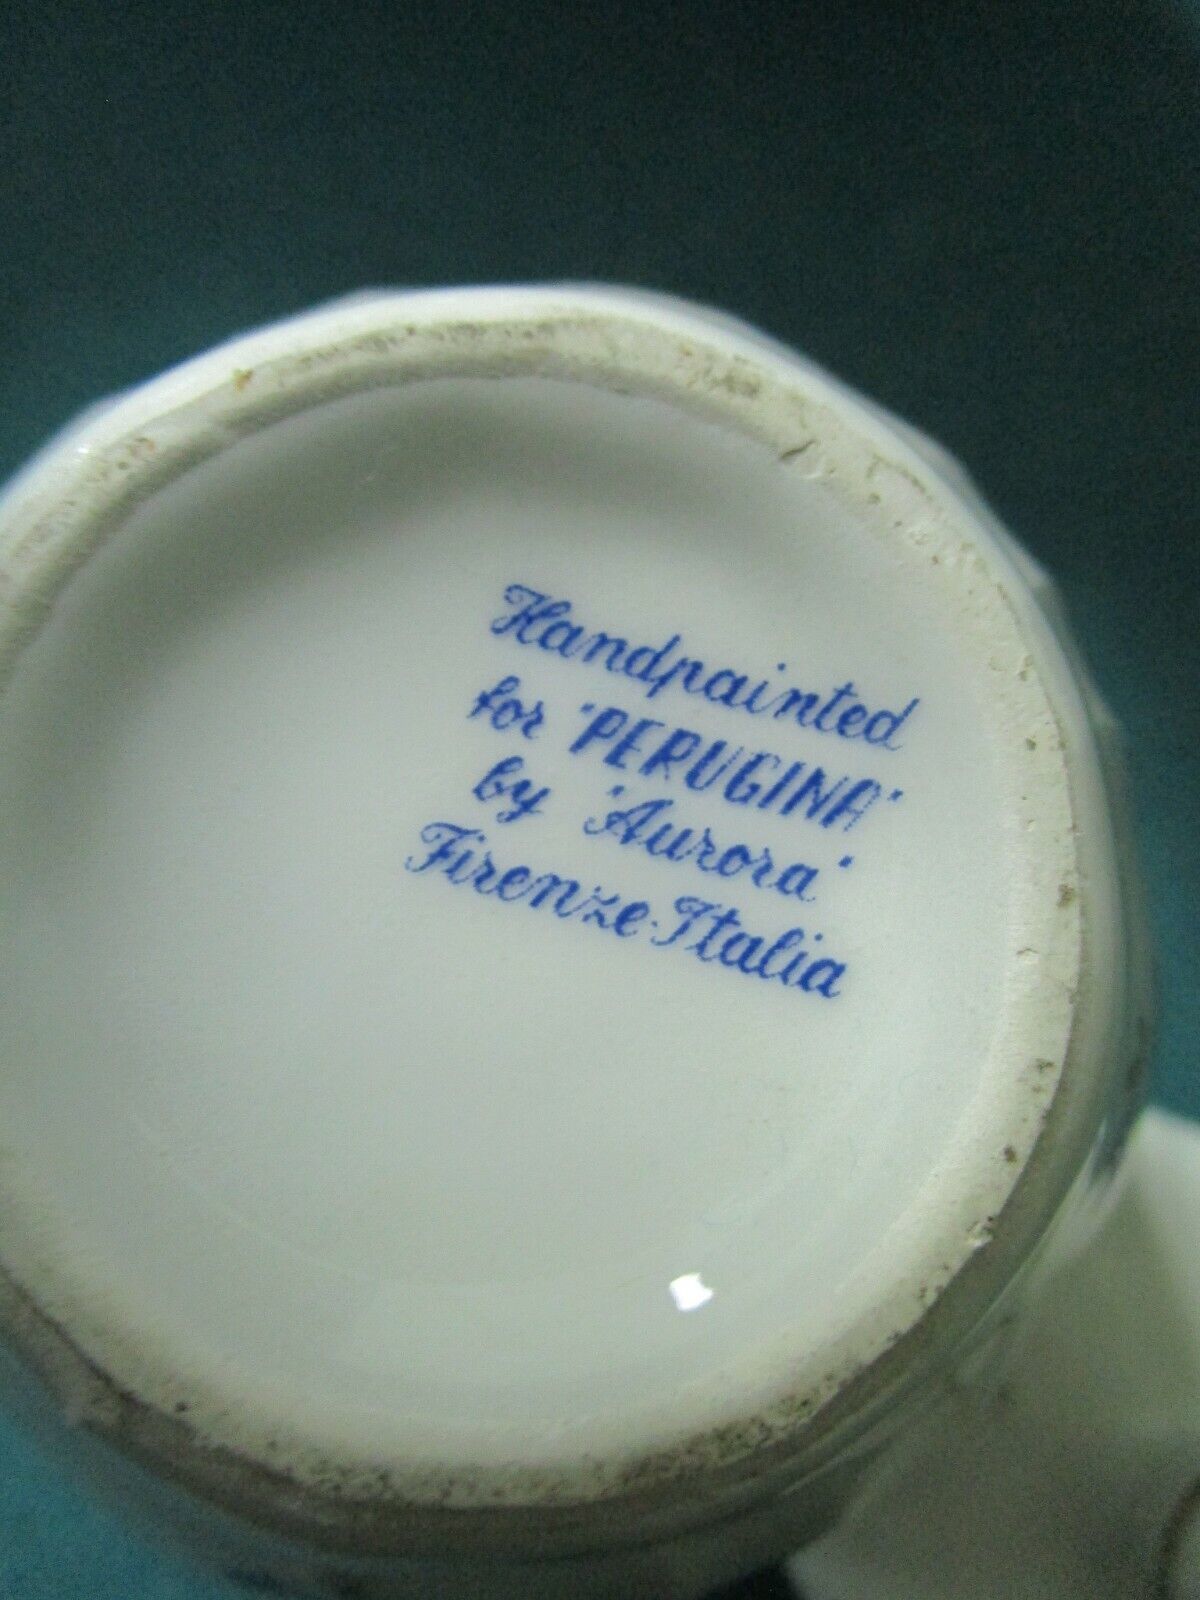 Handpainted
for "PERUGINA"
by "Aurora"
Firenze-Italia